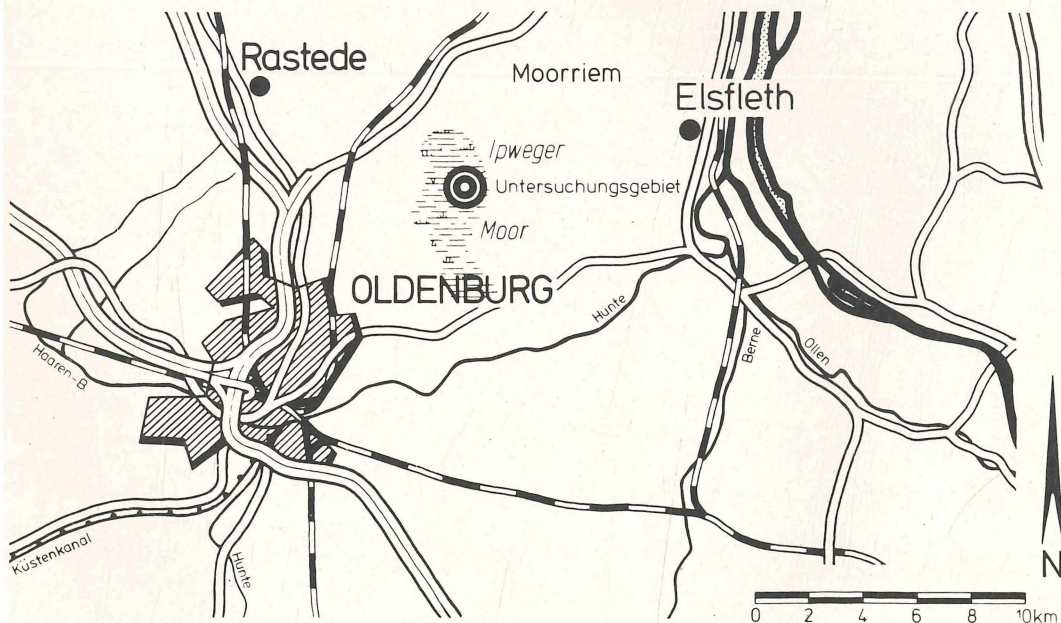 Rastede
Moorriem
Elsfleth
Ipweger
Untersuchungsgebiet
Moor
OLDENBURG
Hunte
Haaren-B
Berne
Ollen
Küstenkanal
Hunte
N
0 2 4 6 8 10km